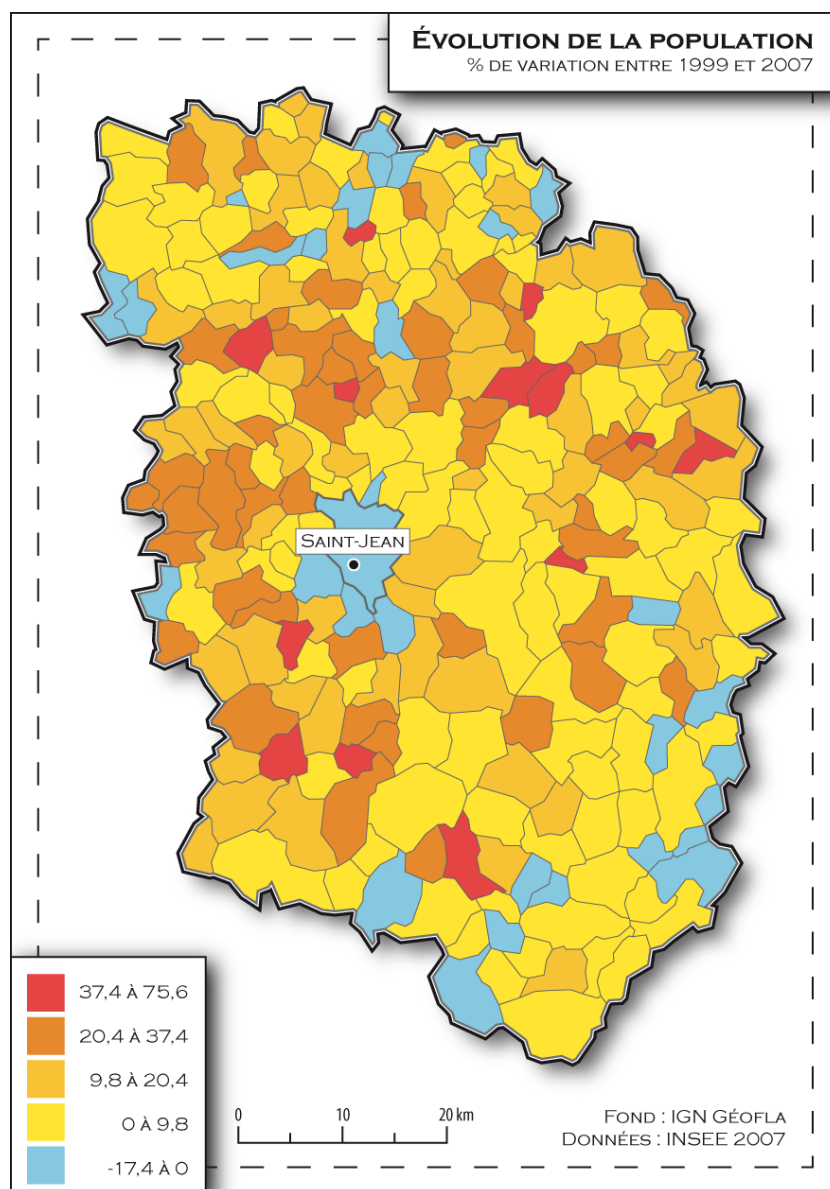 ÉVOLUTION DE LA POPULATION
% DE VARIATION ENTRE 1999 ET 2007
SAINT-JEAN
37,4 À 75,6
20,4 À 37,4
9,8 À 20,4
0 À 9,8
-17,4 À 0
0 10 20 km
FOND : IGN GÉOFLA
DONNÉES : INSEE 2007